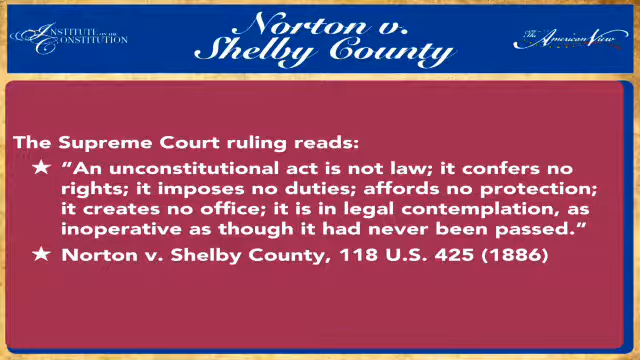 Norton v.
Shelby County
INSTITUTE ON THE
CONSTITUTION
The AmericanView
The Supreme Court ruling reads:
“An unconstitutional act is not law; it confers no
rights; it imposes no duties; affords no protection;
it creates no office; it is in legal contemplation, as
inoperative as though it had never been passed.”
Norton v. Shelby County, 118 U.S. 425 (1886)